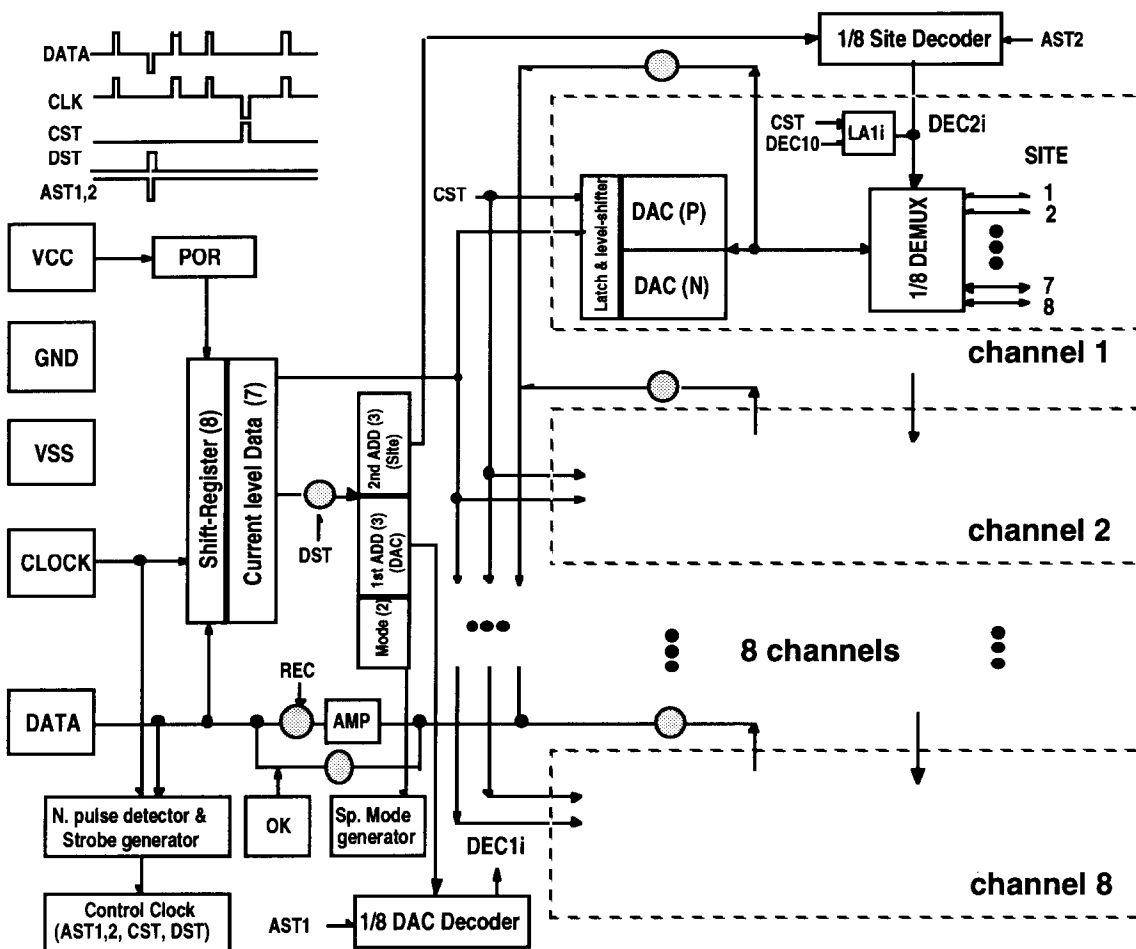 DATA
CLK
CST
DST
AST1,2
1/8 Site Decoder
AST2
CST
DEC10
LA1i
DEC2i
SITE
1
2
7
8
CST
Latch & level-shifter
DAC (P)
DAC (N)
1/8 DEMUX
channel 1
VCC
POR
GND
VSS
CLOCK
DATA
Shift-Register (8)
Current level Data (7)
DST
2nd ADD (3)
(Site)
1st ADD (3)
(DAC)
Mode (2)
channel 2
8 channels
REC
AMP
OK
N. pulse detector &
Strobe generator
Sp. Mode
generator
DEC1i
Control Clock
(AST1,2, CST, DST)
AST1
1/8 DAC Decoder
channel 8